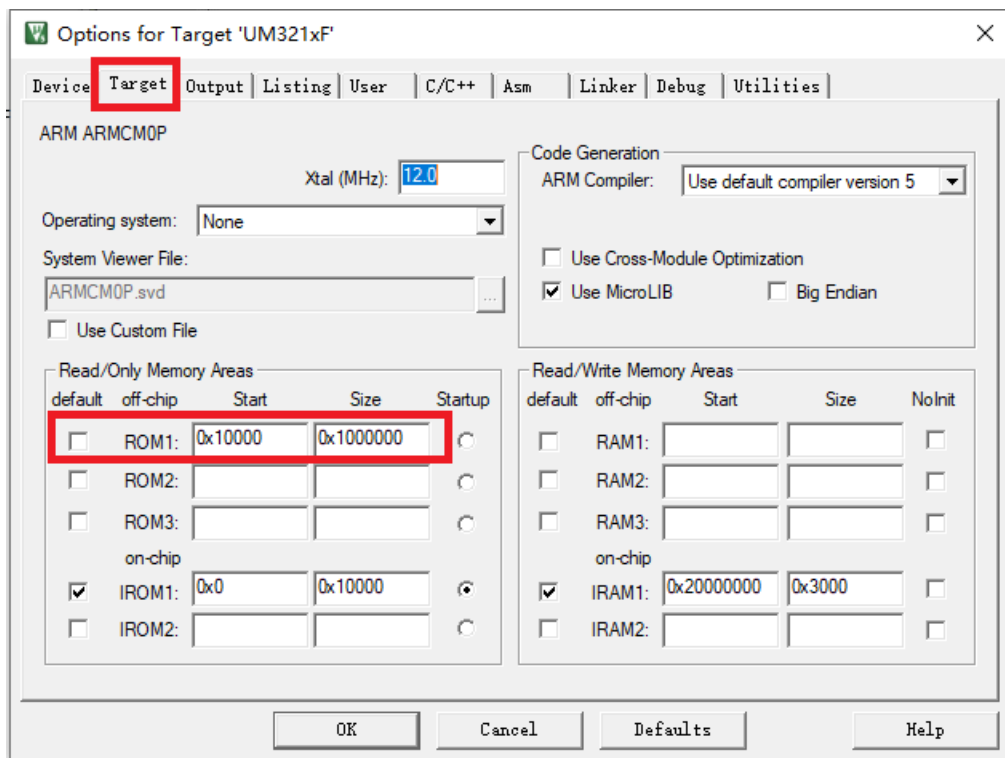 Options for Target 'UM321xF'
Device Target Output Listing User C/C++ Asm Linker Debug Utilities
ARM ARMCM0P
Xtal (MHz): 12.0
Operating system: None
System Viewer File:
ARMCM0P.svd ...
Use Custom File
Code Generation
ARM Compiler: Use default compiler version 5
Use Cross-Module Optimization
Use MicroLIB Big Endian
Read/Only Memory Areas
default off-chip Start Size Startup
ROM1: 0x10000 0x1000000
ROM2:
ROM3:
on-chip
IROM1: 0x0 0x10000
IROM2:
Read/Write Memory Areas
default off-chip Start Size NoInit
RAM1:
RAM2:
RAM3:
on-chip
IRAM1: 0x20000000 0x3000
IRAM2:
OK Cancel Defaults Help